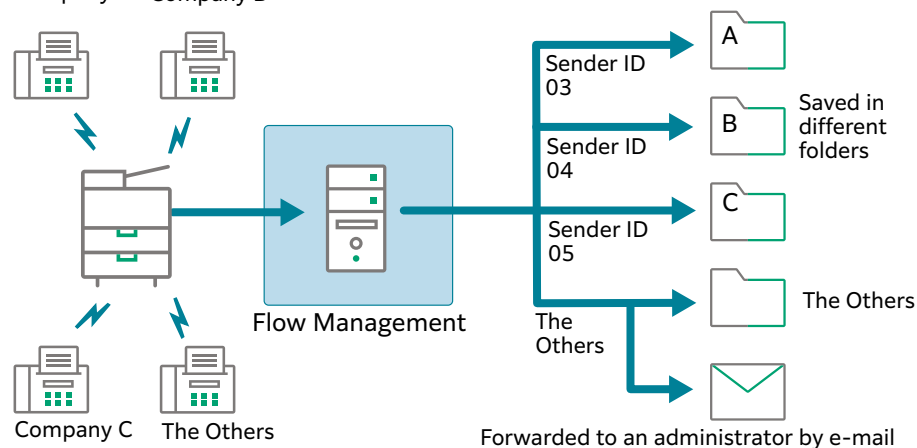 A
Sender ID
03
B
Saved in
different
folders
Sender ID
04
C
Sender ID
05
Flow Management
The
Others
The Others
Company C
The Others
Forwarded to an administrator by e-mail